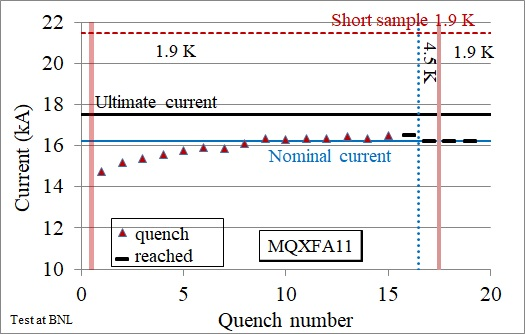 22
20
18
16
14
12
10
Current (kA)
Short sample 1.9 K
1.9 K
4.5 K
1.9 K
Ultimate current
Nominal current
quench
reached
MQXFA11
0
5
10
15
20
Test at BNL
Quench number